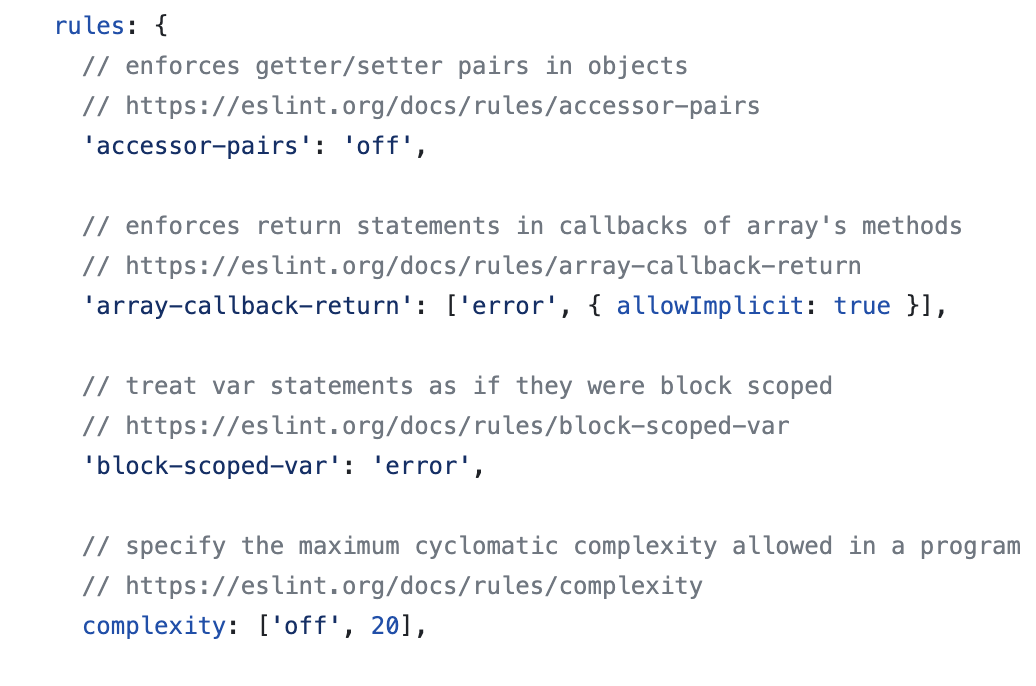 rules: {
// enforces getter/setter pairs in objects
// https://eslint.org/docs/rules/accessor-pairs
'accessor-pairs': 'off',
// enforces return statements in callbacks of array's methods
// https://eslint.org/docs/rules/array-callback-return
'array-callback-return': ['error', { allowImplicit: true }],
// treat var statements as if they were block scoped
// https://eslint.org/docs/rules/block-scoped-var
'block-scoped-var': 'error',
// specify the maximum cyclomatic complexity allowed in a program
// https://eslint.org/docs/rules/complexity
complexity: ['off', 20],